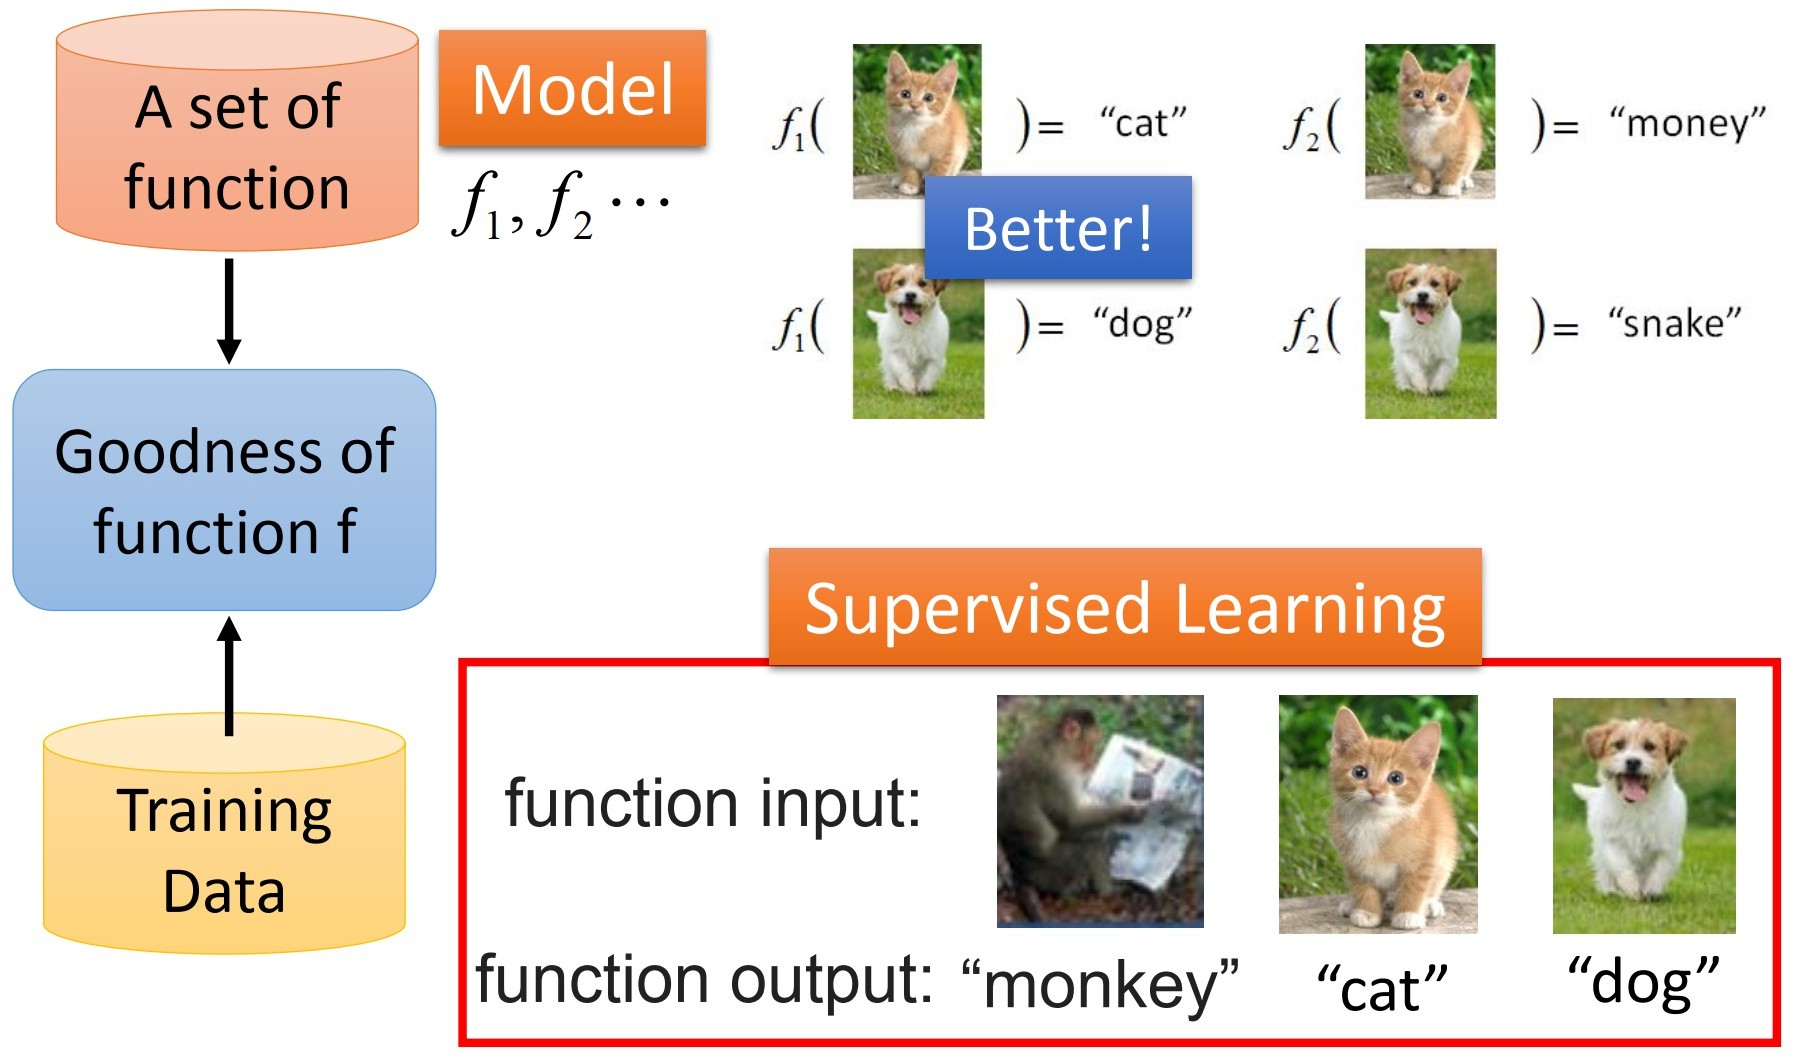 A set of
function
Model
f1, f2 ⋯
f1( ) = “cat”
f2( ) = “money”
Better!
f1( ) = “dog”
f2( ) = “snake”
Goodness of
function f
Supervised Learning
Training
Data
function input:
function output: “monkey” “cat” “dog”